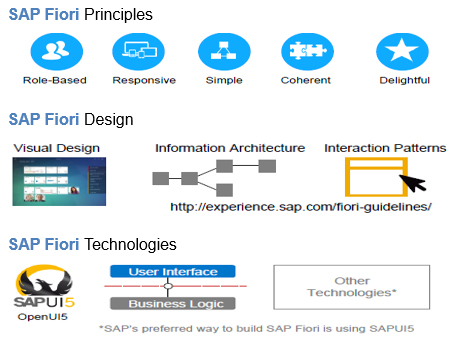 SAP Fiori Principles
Role-Based Responsive Simple Coherent Delightful
SAP Fiori Design
Visual Design Information Architecture Interaction Patterns
http://experience.sap.com/fiori-guidelines/
SAP Fiori Technologies
User Interface
SAPUI5
OpenUI5
Business Logic
Other
Technologies*
*SAP's preferred way to build SAP Fiori is using SAPUI5